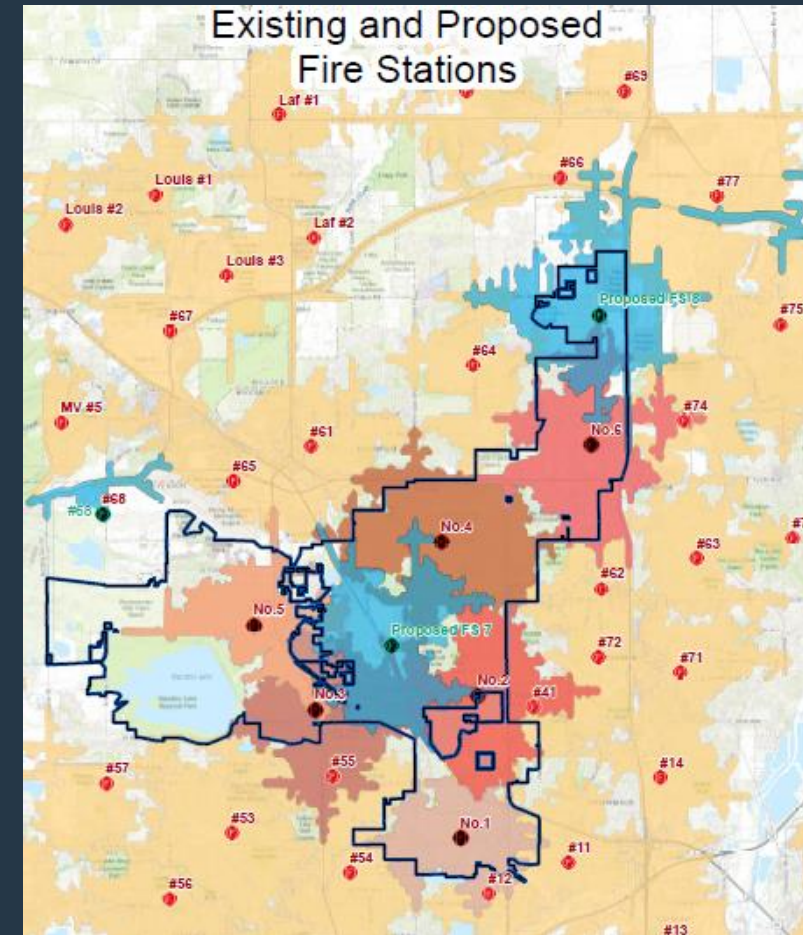 Existing and Proposed
Fire Stations
#69
Laf #1
#66
Louis #1
#77
Louis #2
Laf #2
Louis #3
Proposed FS 8
#75
#67
#64
MV #5
#74
#61
No.6
#65
#68
#68
No.4
#63
#62
No.5
Proposed FS 7
#72
#71
No.2
No.3
#41
#55
#14
#57
No.1
#53
#11
#54
#12
#56
#13